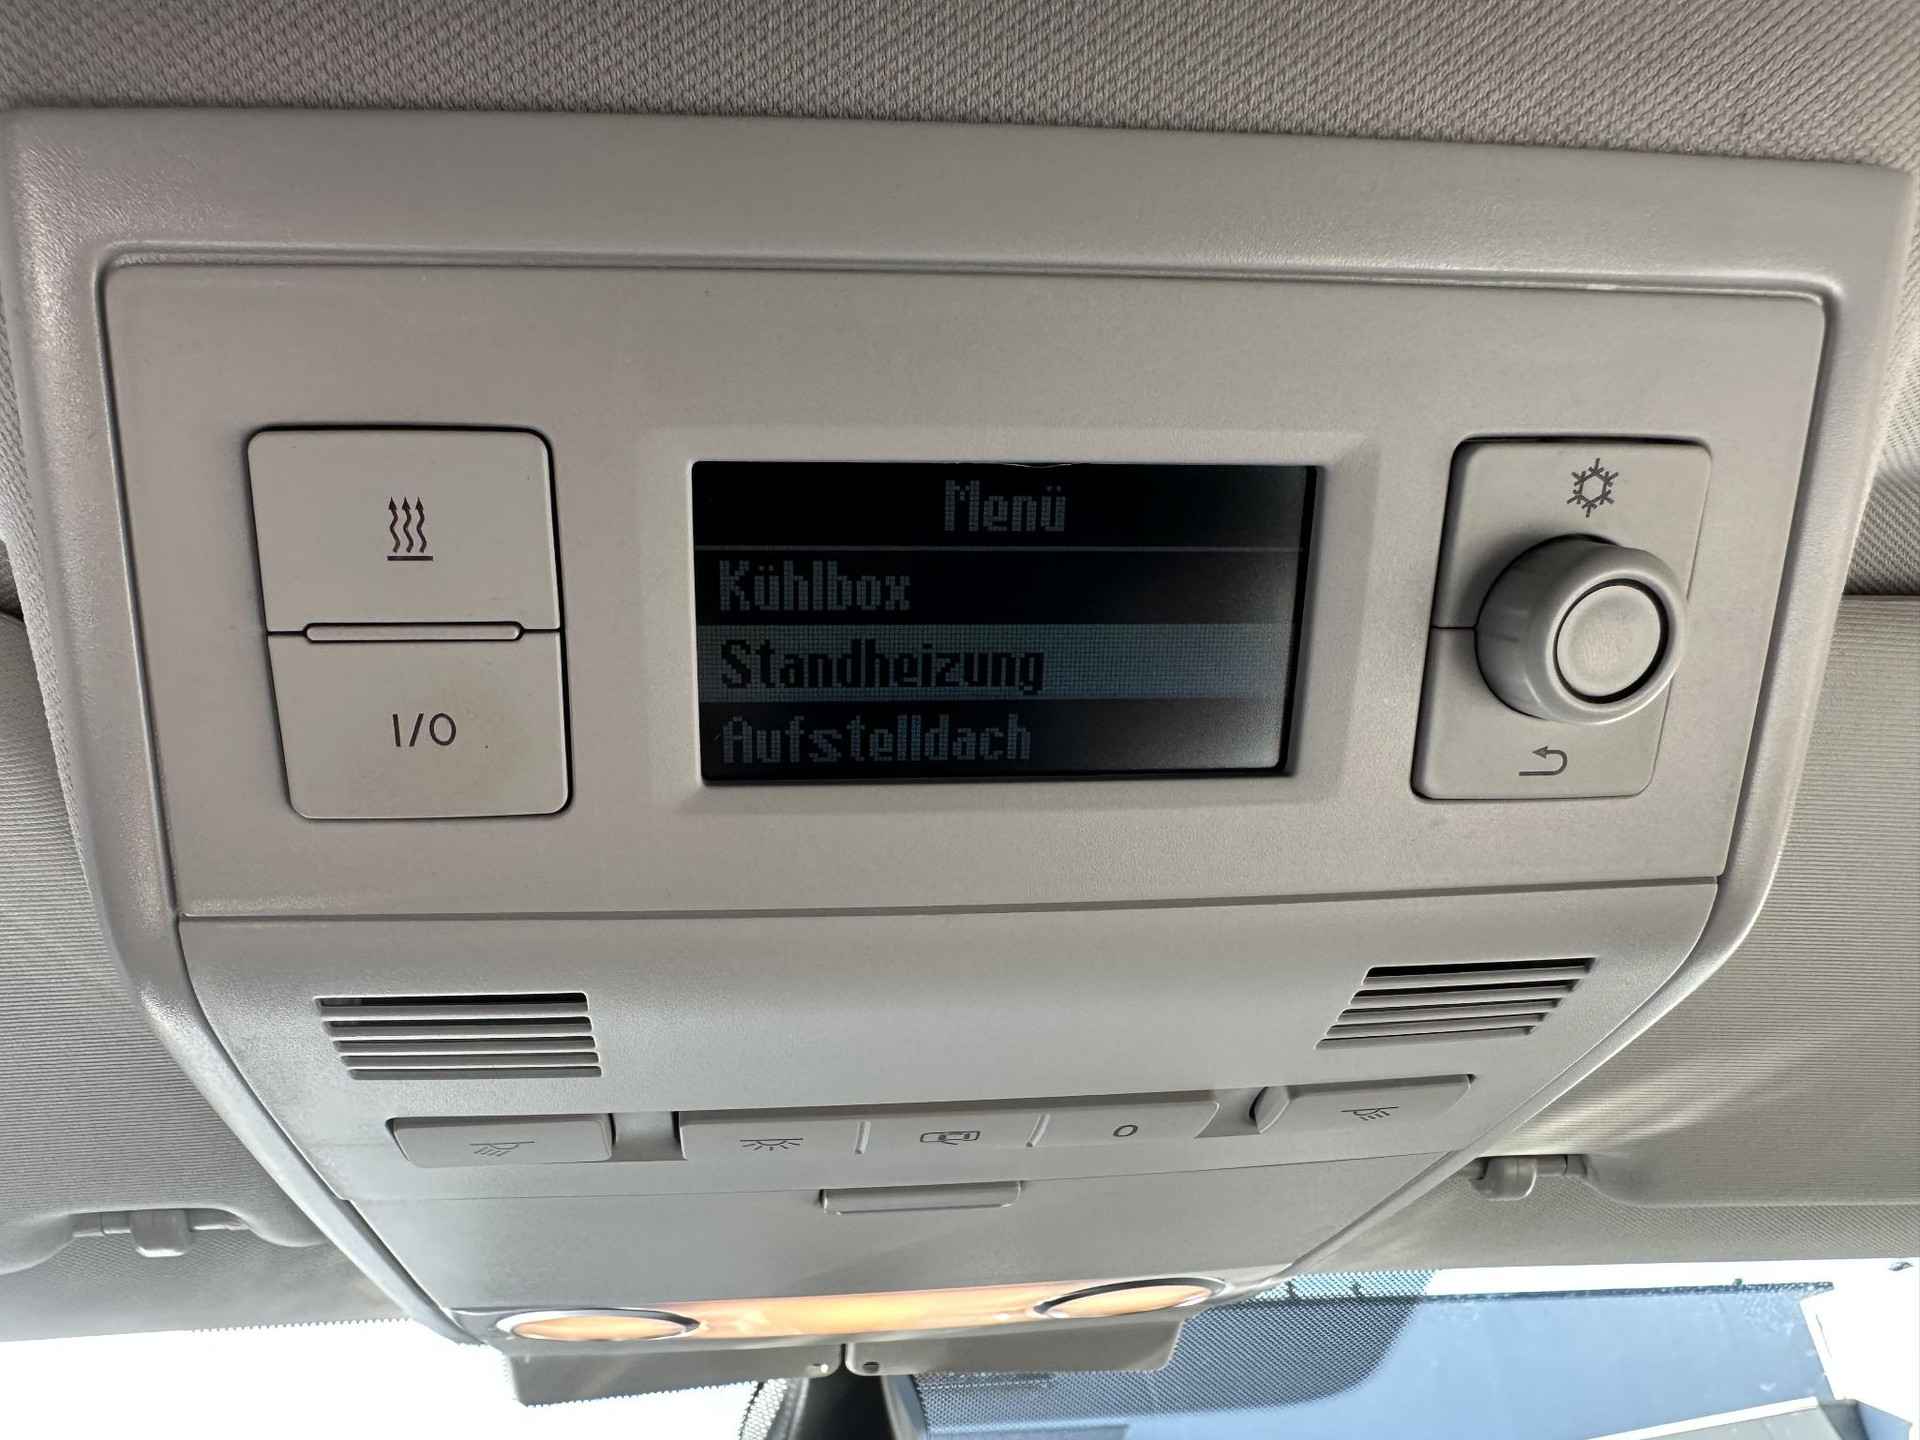 Menü
Kühlbox
Standheizung
Aufstelldach
I/O
O